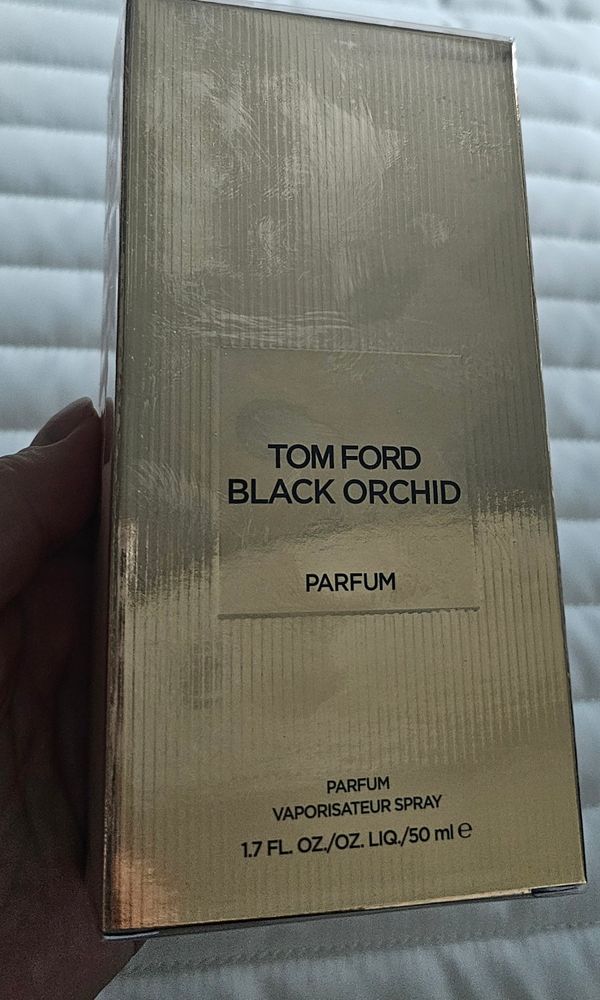 TOM FORD
BLACK ORCHID
PARFUM
PARFUM
VAPORISATEUR SPRAY
1.7 FL. OZ./OZ. LIQ./50 ml ℮